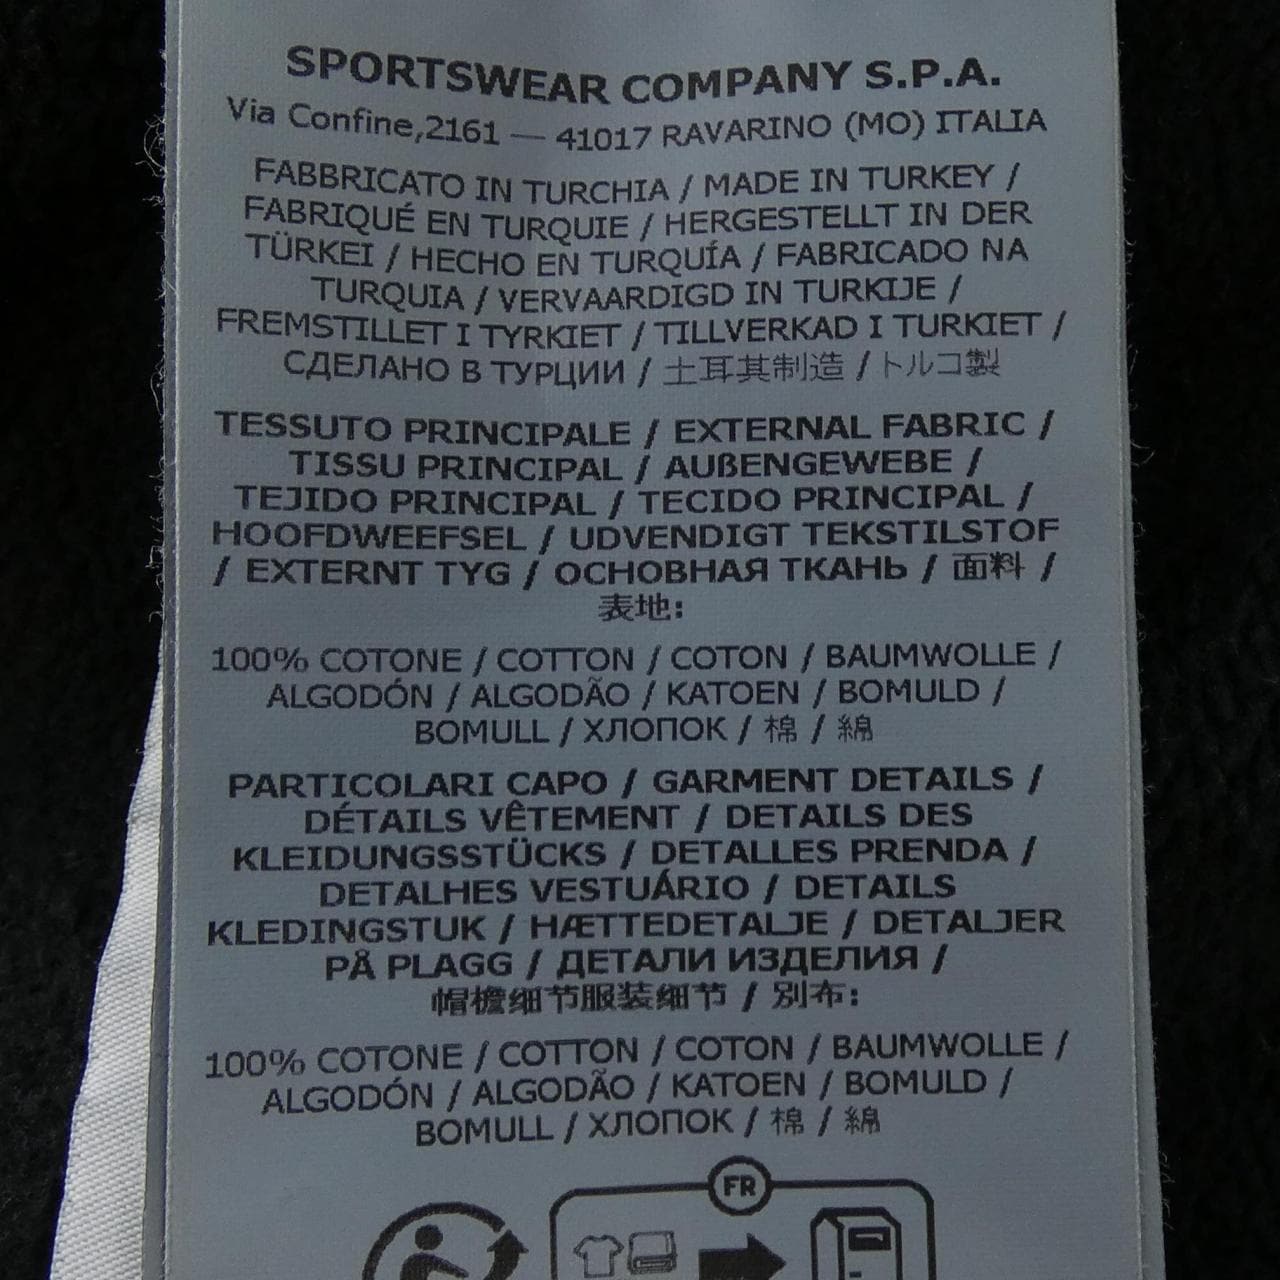 SPORTSWEAR COMPANY S.P.A.
Via Confine,2161 — 41017 RAVARINO (MO) ITALIA
FABBRICATO IN TURCHIA / MADE IN TURKEY /
FABRIQUÉ EN TURQUIE / HERGESTELLT IN DER
TÜRKEI / HECHO EN TURQUÍA / FABRICADO NA
TURQUIA / VERVAARDIGD IN TURKIJE /
FREMSTILLET I TYRKIET / TILLVERKAD I TURKIET /
СДЕЛАНО В ТУРЦИИ / 土耳其制造 / トルコ製
TESSUTO PRINCIPALE / EXTERNAL FABRIC /
TISSU PRINCIPAL / AUßENGEWEBE /
TEJIDO PRINCIPAL / TECIDO PRINCIPAL /
HOOFDWEEFSEL / UDVENDIGT TEKSTILSTOF
/ EXTERNT TYG / ОСНОВНАЯ ТКАНЬ / 面料 /
表地:
100% COTONE / COTTON / COTON / BAUMWOLLE /
ALGODÓN / ALGODÃO / KATOEN / BOMULD /
BOMULL / ХЛОПОК / 棉 / 綿
PARTICOLARI CAPO / GARMENT DETAILS /
DÉTAILS VÊTEMENT / DETAILS DES
KLEIDUNGSSTÜCKS / DETALLES PRENDA /
DETALHES VESTUÁRIO / DETAILS
KLEDINGSTUK / HÆTTEDETALJE / DETALJER
PÅ PLAGG / ДЕТАЛИ ИЗДЕЛИЯ /
帽檐细节服装细节 / 別布:
100% COTONE / COTTON / COTON / BAUMWOLLE /
ALGODÓN / ALGODÃO / KATOEN / BOMULD /
BOMULL / ХЛОПОК / 棉 / 綿
FR